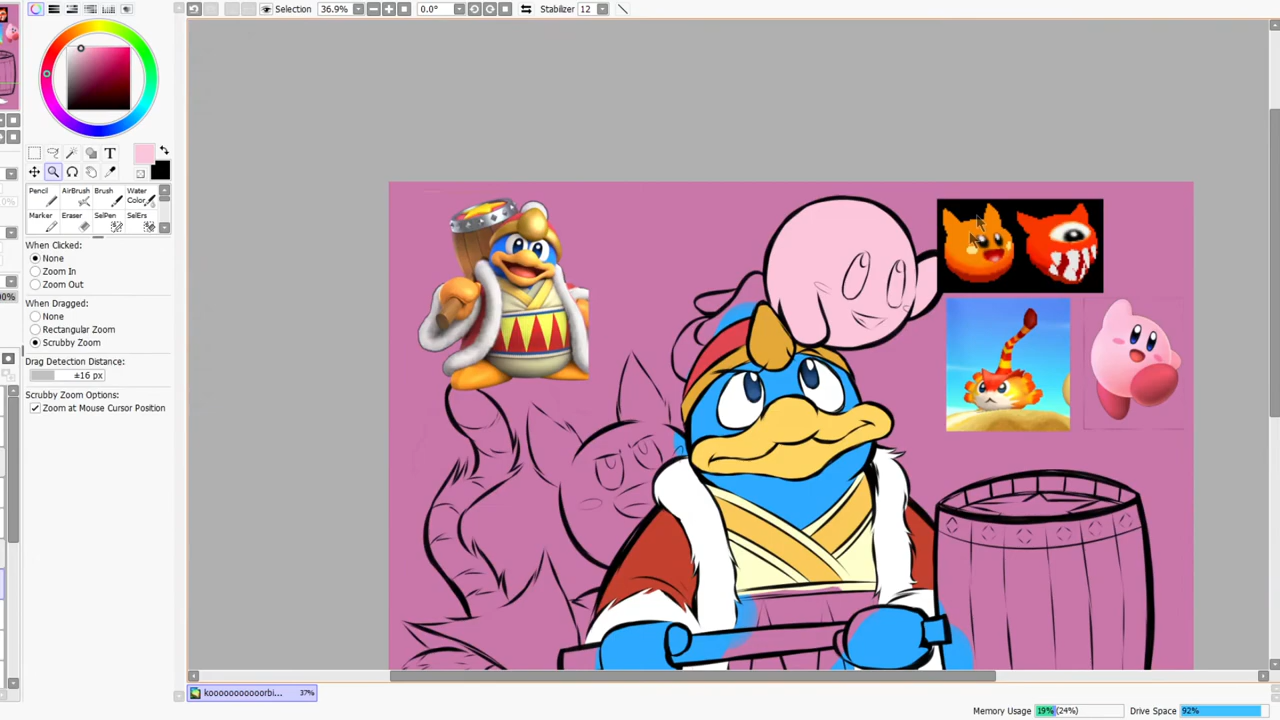 Selection 36.9% 0.0° Stabilizer 12
T
Pencil AirBrush Brush Water Color
Marker Eraser SelPen SelErs
When Clicked:
None
Zoom In
Zoom Out
When Dragged:
None
Rectangular Zoom
Scrubby Zoom
Drag Detection Distance:
±16 px
Scrubby Zoom Options:
Zoom at Mouse Cursor Position
kooooooooooorbi... 37%
Memory Usage 19% (24%) Drive Space 92%